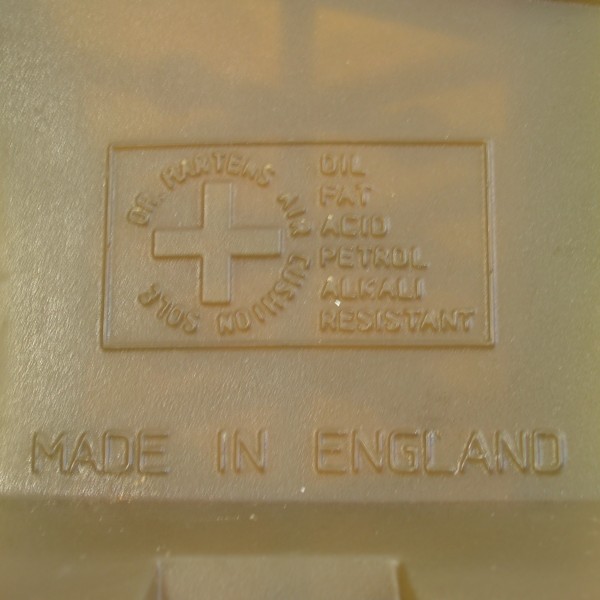 DR. MARTENS AIR CUSHION SOLE
OIL
FAT
ACID
PETROL
ALKALI
RESISTANT
MADE IN ENGLAND